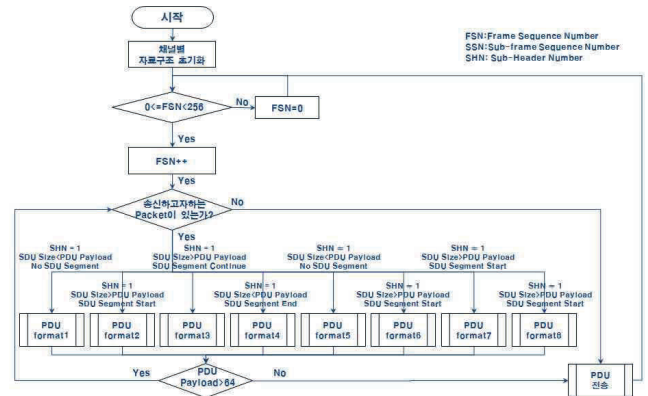 시작
FSN:Frame Sequence Number
SSN:Sub-frame Sequence Number
SHN: Sub-Header Number
채널별
자료구조 초기화
0<=FSN<256
No
FSN=0
Yes
FSN++
Yes
송신하고자하는
Packet이 있는가?
No
Yes
SHN = 1
SDU Size<PDU Payload
No SDU Segment
SHN = 1
SDU Size>PDU Payload
SDU Segment Continue
SHN = 1
SDU Size<PDU Payload
No SDU Segment
SHN = 1
SDU Size>PDU Payload
SDU Segment Start
SHN = 1
SDU Size>PDU Payload
SDU Segment Start
SHN = 1
SDU Size<PDU Payload
SDU Segment End
SHN = 1
SDU Size>PDU Payload
SDU Segment Start
SHN = 1
SDU Size>PDU Payload
SDU Segment Start
PDU
format1
PDU
format2
PDU
format3
PDU
format4
PDU
format5
PDU
format6
PDU
format7
PDU
format8
Yes
PDU
Payload>64
No
PDU
전송